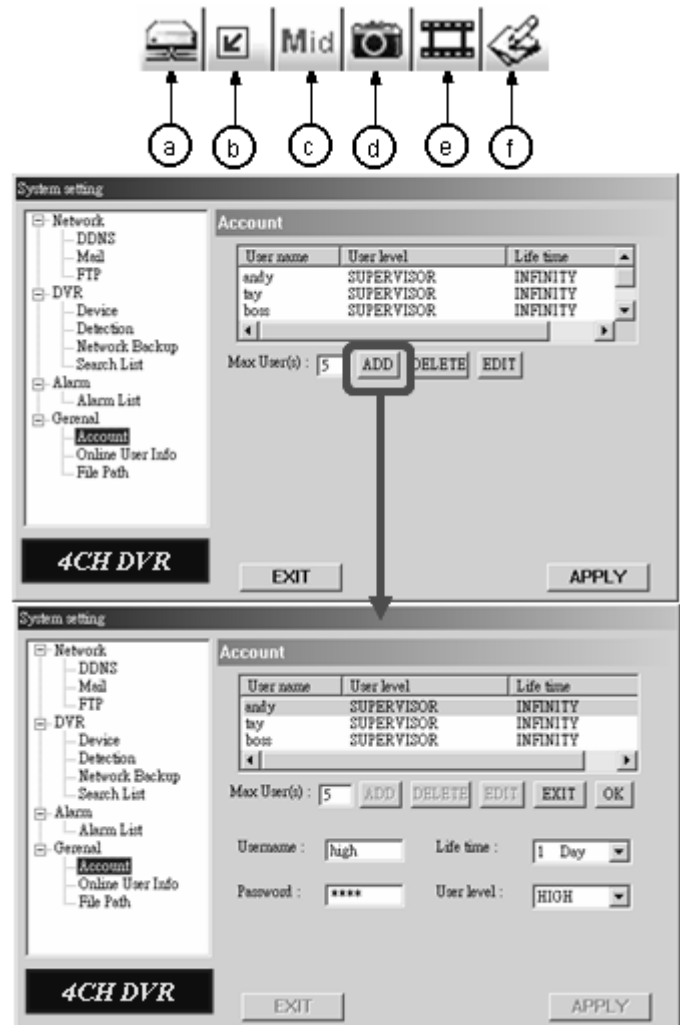 Mid
a b c d e f
System setting
Network
DDNS
Mail
FTP
DVR
Device
Detection
Network Backup
Search List
Alarm
Alarm List
Gerenal
Account
Online User Info
File Path
4CH DVR
Account
User name User level Life time
andy SUPERVISOR INFINITY
tay SUPERVISOR INFINITY
boss SUPERVISOR INFINITY
Max User(s) : 5 ADD DELETE EDIT
EXIT APPLY
System setting
Network
DDNS
Mail
FTP
DVR
Device
Detection
Network Backup
Search List
Alarm
Alarm List
Gerenal
Account
Online User Info
File Path
4CH DVR
Account
User name User level Life time
andy SUPERVISOR INFINITY
tay SUPERVISOR INFINITY
boss SUPERVISOR INFINITY
Max User(s) : 5 ADD DELETE EDIT EXIT OK
Username : high Life time : 1 Day
Password : **** User level : HIGH
EXIT APPLY